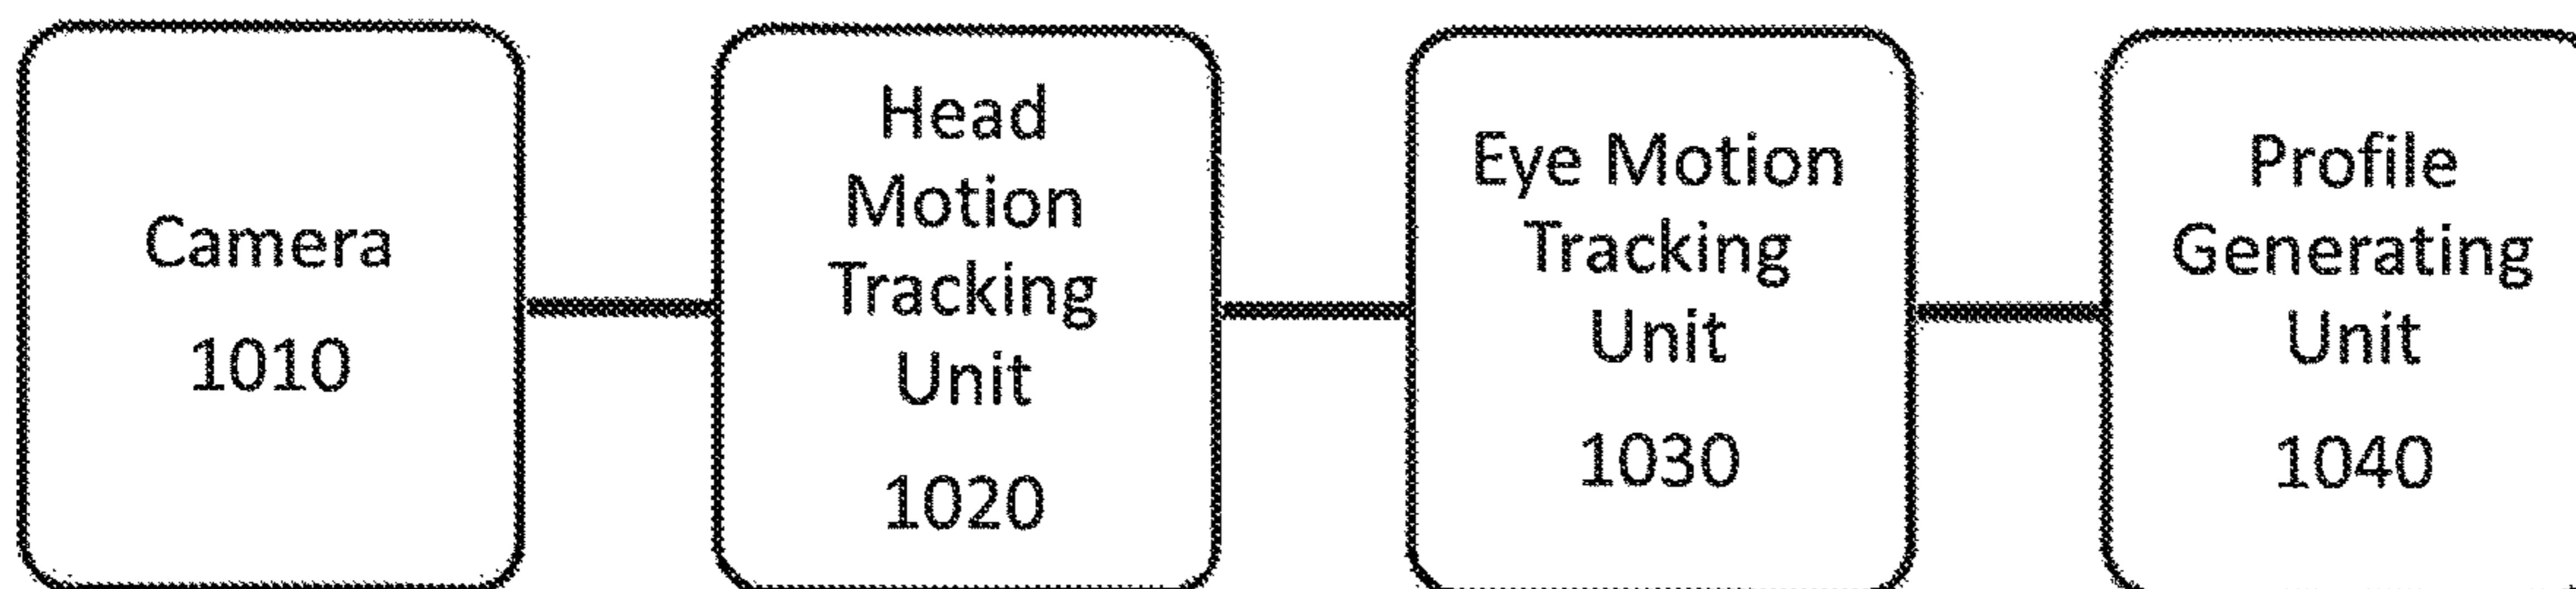 Camera
1010
Head
Motion
Tracking
Unit
1020
Eye Motion
Tracking
Unit
1030
Profile
Generating
Unit
1040